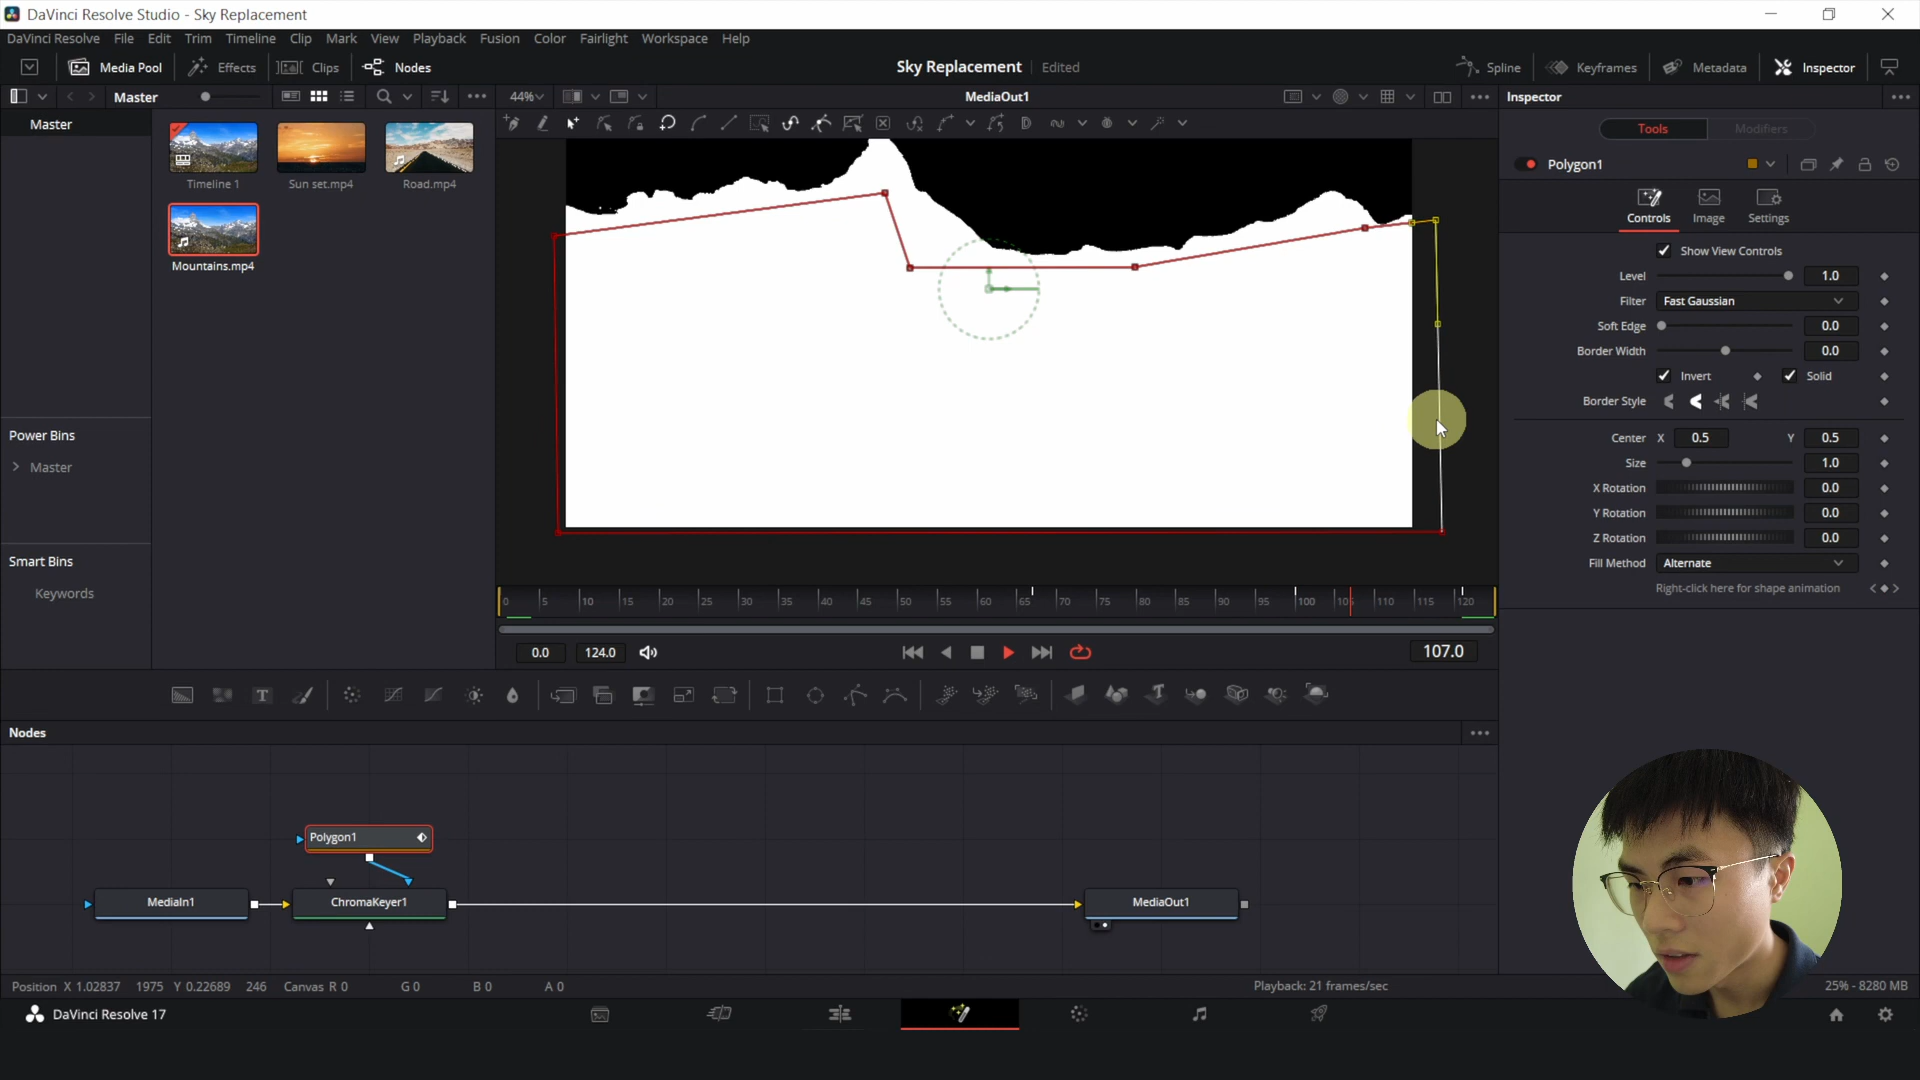 DaVinci Resolve Studio - Sky Replacement
DaVinci Resolve File Edit Trim Timeline Clip Mark View Playback Fusion Color Fairlight Workspace Help
Media Pool Effects Clips Nodes Sky Replacement Edited Spline Keyframes Metadata Inspector
Master 44% MediaOut1 Inspector
Master
Timeline 1 Sun set.mp4 Road.mp4
Mountains.mp4
Power Bins
Master
Smart Bins
Keywords
Tools Modifiers
Polygon1
Controls Image Settings
Show View Controls
Level 1.0
Filter Fast Gaussian
Soft Edge 0.0
Border Width 0.0
Invert Solid
Border Style
Center X 0.5 Y 0.5
Size 1.0
X Rotation 0.0
Y Rotation 0.0
Z Rotation 0.0
Fill Method Alternate
Right-click here for shape animation
0 5 10 15 20 25 30 35 40 45 50 55 60 65 70 75 80 85 90 95 100 110 115 120
0.0 124.0 107.0
Nodes
Polygon1
MediaIn1 ChromaKeyer1 MediaOut1
Position X 1.02837 1975 Y 0.22689 246 Canvas R 0 G 0 B 0 A 0 Playback: 21 frames/sec 25% - 8280 MB
DaVinci Resolve 17